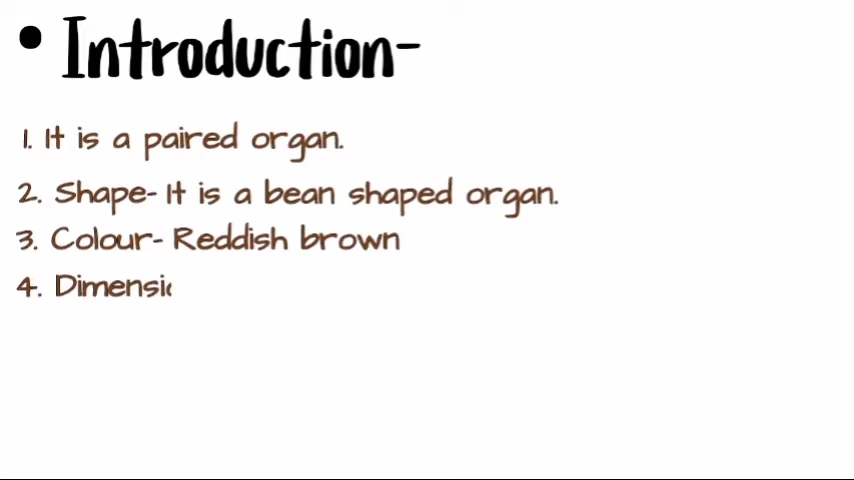 • Introduction-
1. It is a paired organ.
2. Shape- It is a bean shaped organ.
3. Colour- Reddish brown
4. Dimensi